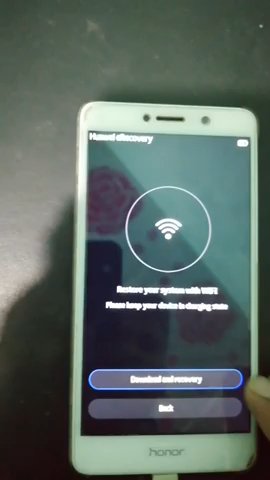 Huawei eRecovery
Restore your system with WiFi
Please keep your device in charging state
Download and recovery
Back
honor